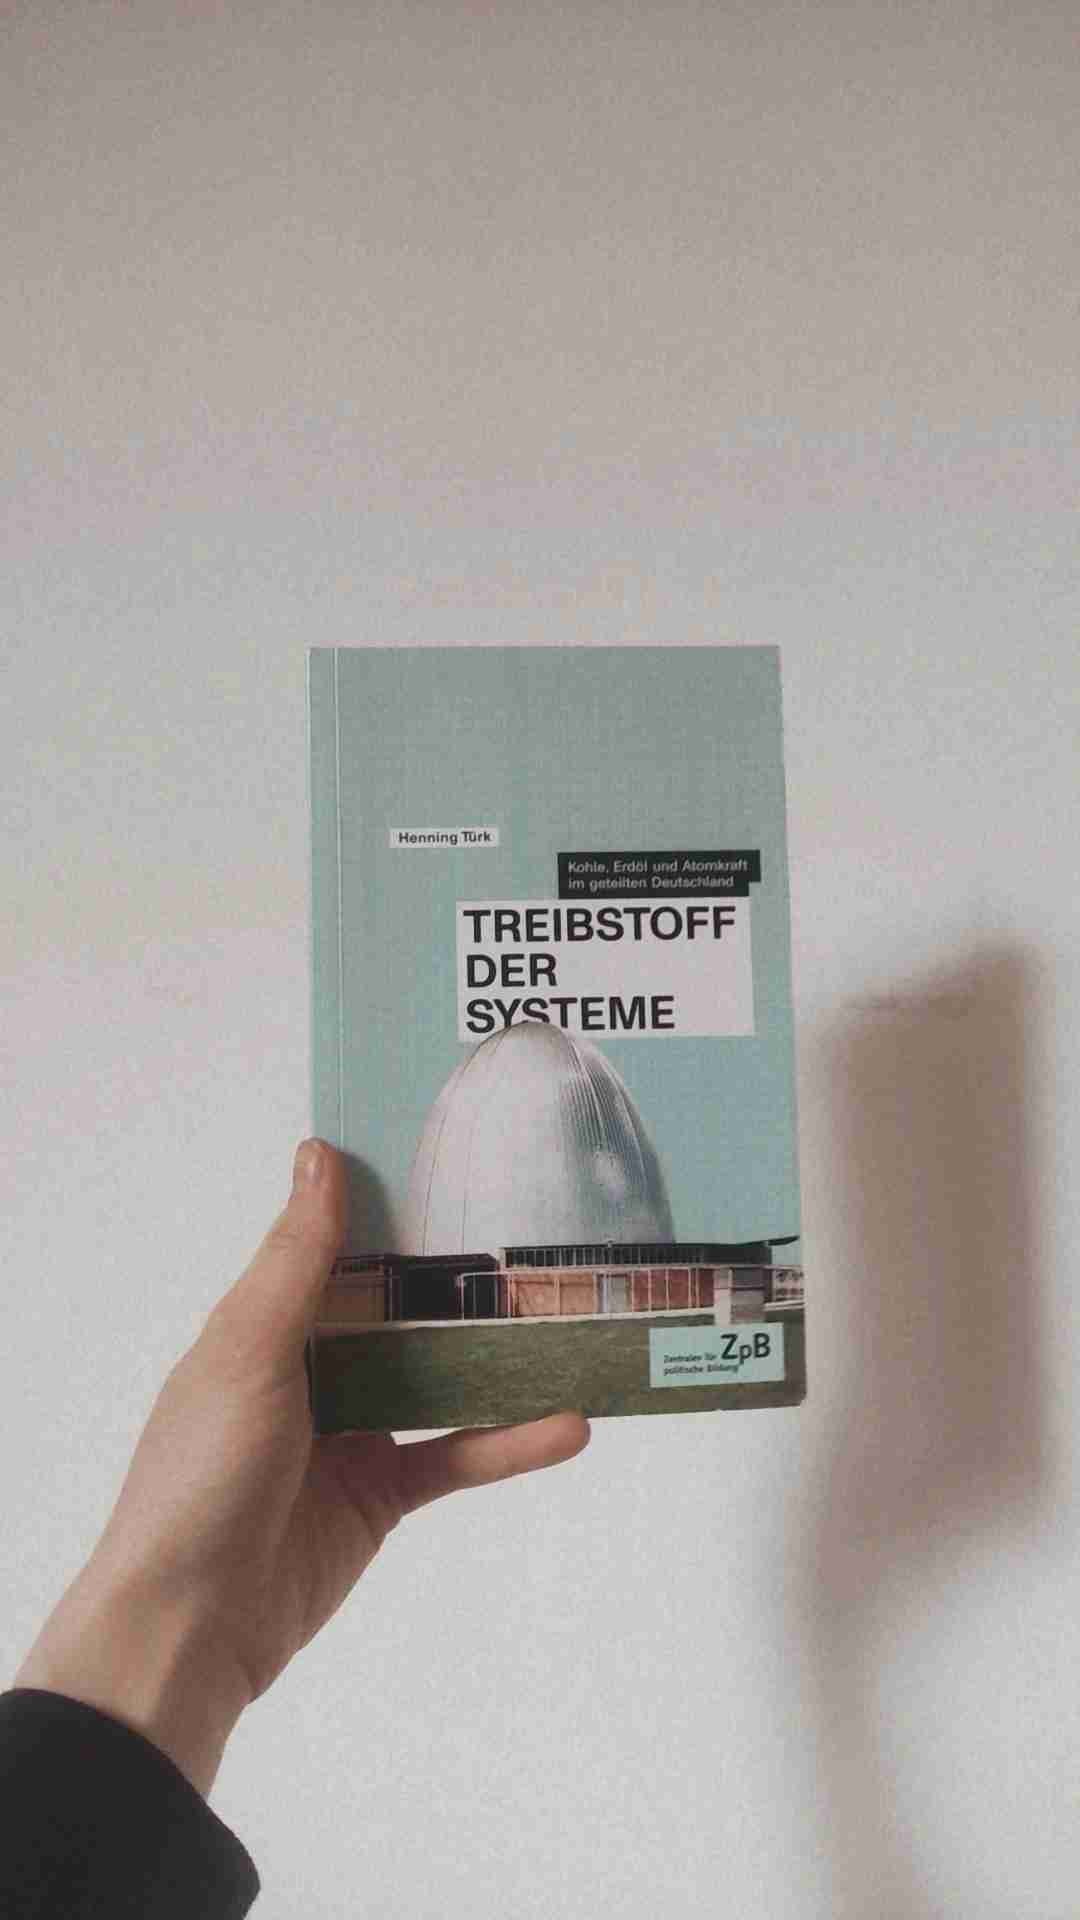 Henning Türk
Kohle, Erdöl und Atomkraft
im geteilten Deutschland
TREIBSTOFF
DER
SYSTEME
Zentralen für
politische Bildung
ZpB